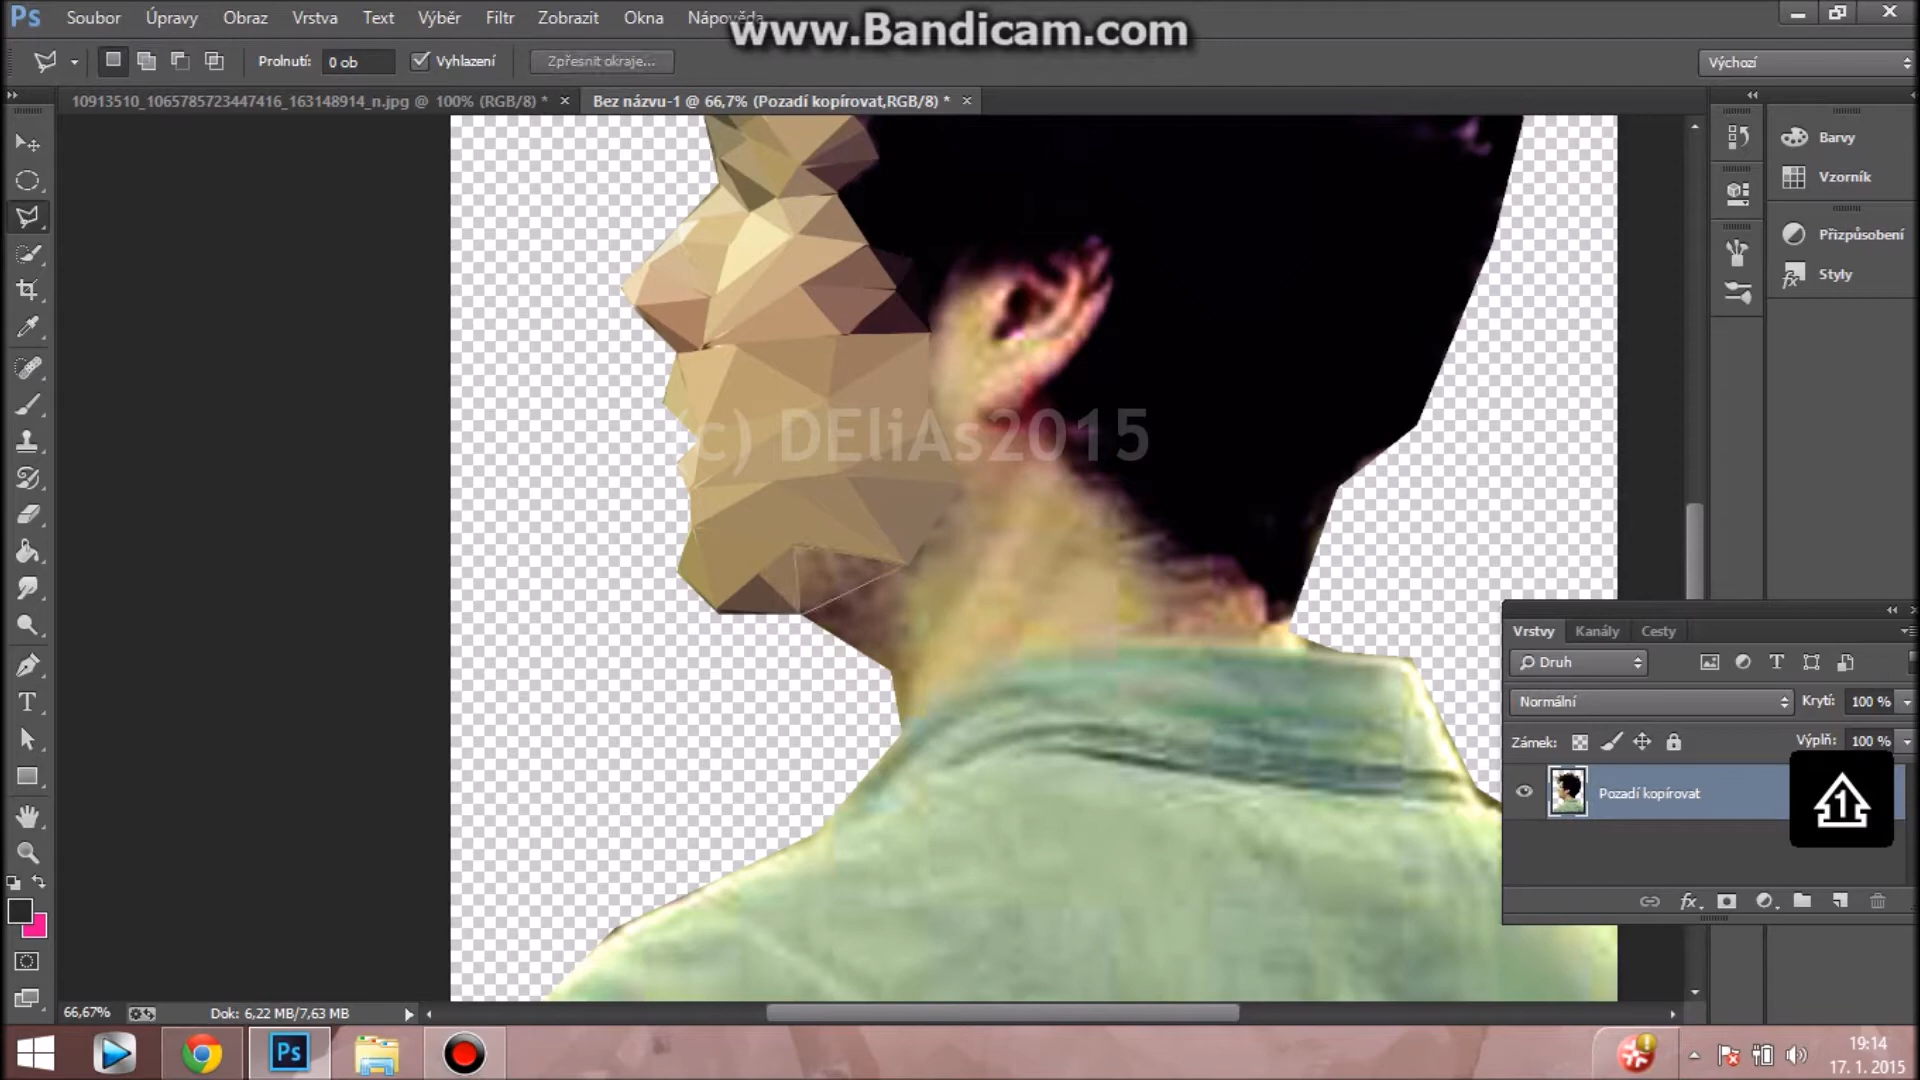 Ps Soubor Úpravy Obraz Vrstva Text Výběr Filtr Zobrazit Okna Nápověda
www.Bandicam.com
Prolnutí: 0 ob Vyhlazení Zpřesnit okraje... Výchozí
10913510_1065785723447416_163148914_n.jpg @ 100% (RGB/8) * × Bez názvu-1 @ 66,7% (Pozadí kopírovat,RGB/8) * ×
Barvy
Vzorník
Přizpůsobení
Styly
(c) DEliAs2015
Vrstvy Kanály Cesty
Druh
Normální Krytí: 100 %
Zámek: Výplň: 100 %
Pozadí kopírovat
1
66,67% Dok: 6,22 MB/7,63 MB
Ps
19:14
17. 1. 2015